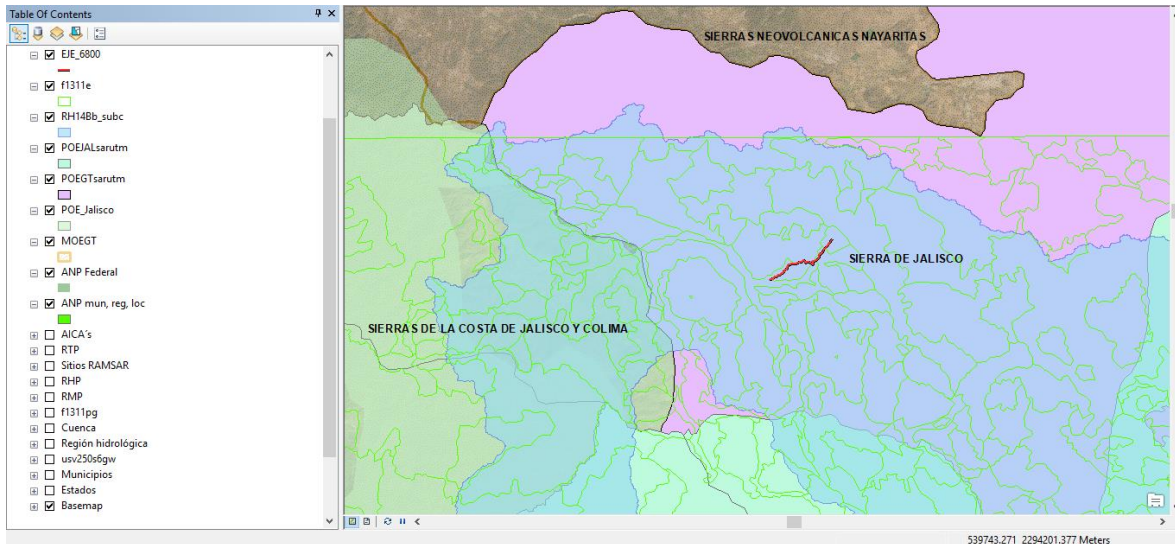 Table Of Contents
EJE_6800
f1311e
RH14Bb_subc
POEJALsarutm
POEGTsarutm
POE_Jalisco
MOEGT
ANP Federal
ANP mun, reg, loc
AICA´s
RTP
Sitios RAMSAR
RHP
RMP
f1311pg
Cuenca
Región hidrológica
usv250s6gw
Municipios
Estados
Basemap
SIERRAS NEOVOLCANICAS NAYARITAS
SIERRA DE JALISCO
SIERRAS DE LA COSTA DE JALISCO Y COLIMA
539743.271 2294201.377 Meters